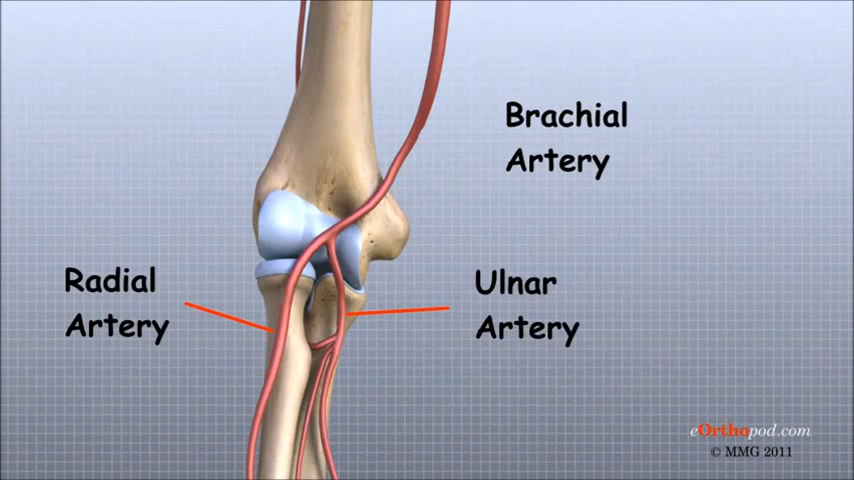 Brachial
Artery
Radial
Artery
Ulnar
Artery
eOrthopod.com
© MMG 2011